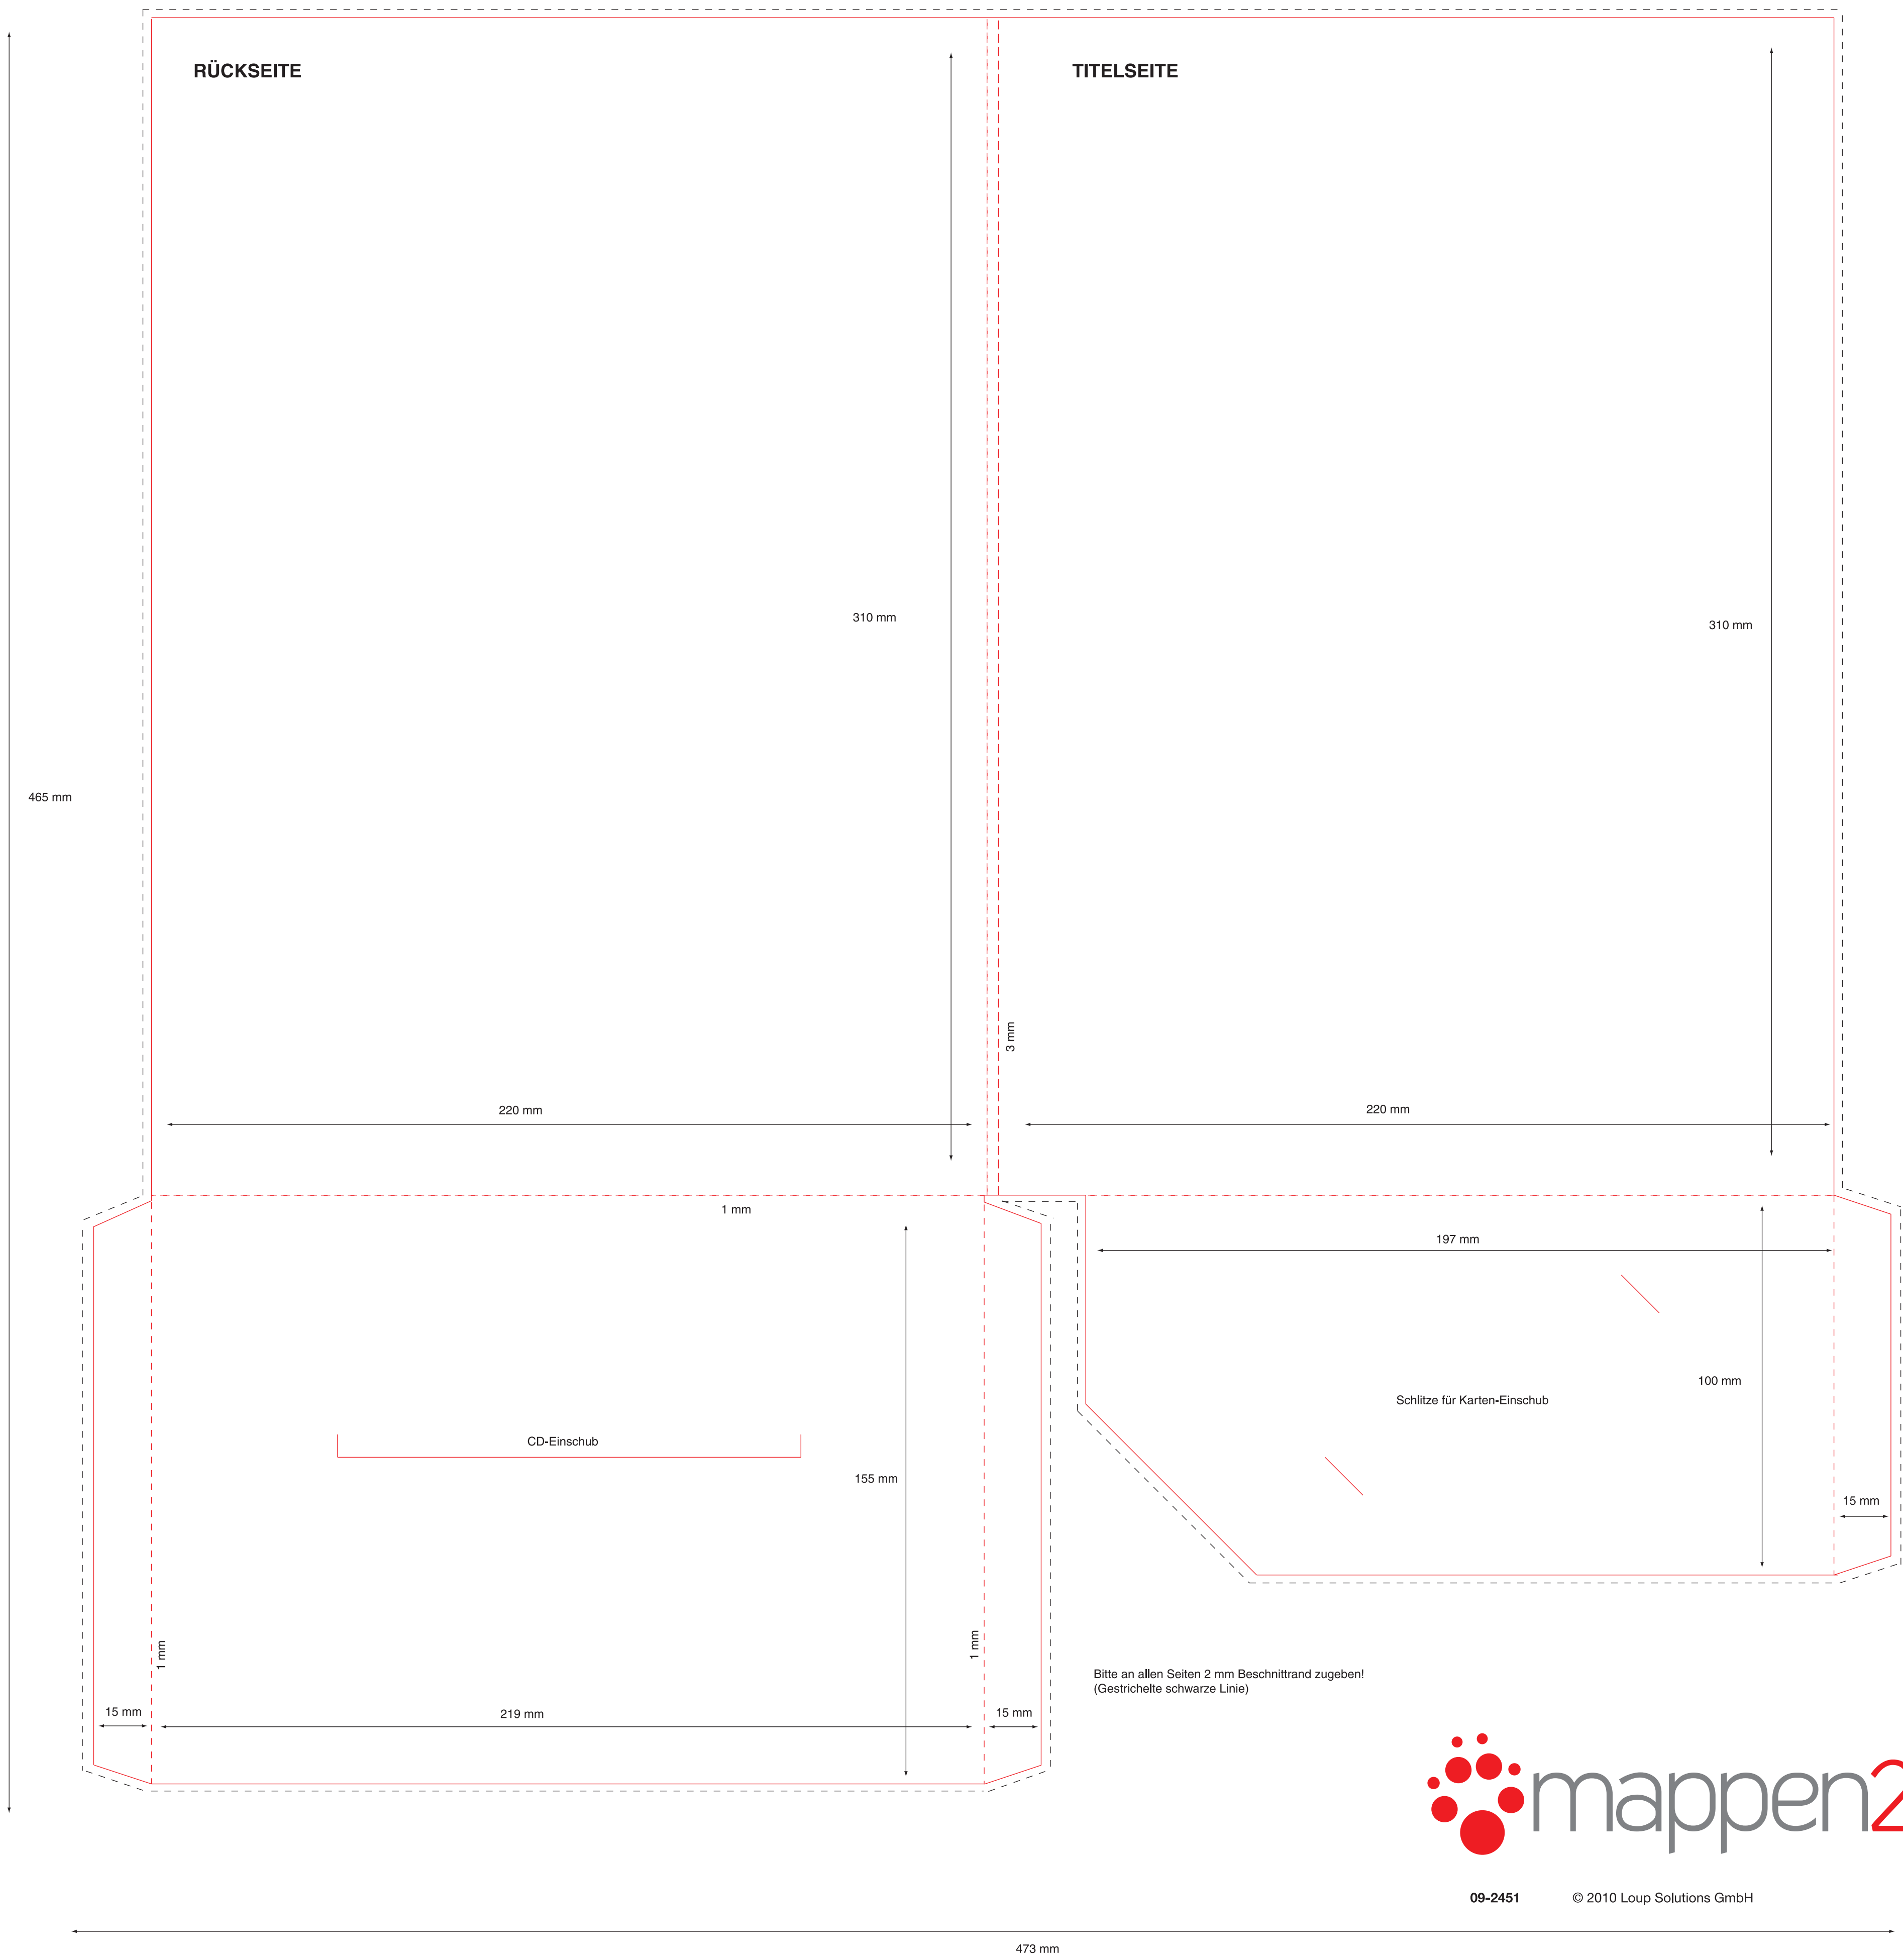 RÜCKSEITE
TITELSEITE
310 mm
310 mm
465 mm
3 mm
220 mm
220 mm
1 mm
197 mm
100 mm
Schlitze für Karten-Einschub
CD-Einschub
155 mm
15 mm
1 mm
1 mm
Bitte an allen Seiten 2 mm Beschnittrand zugeben!
(Gestrichelte schwarze Linie)
15 mm
219 mm
15 mm
mappen2
09-2451
© 2010 Loup Solutions GmbH
473 mm